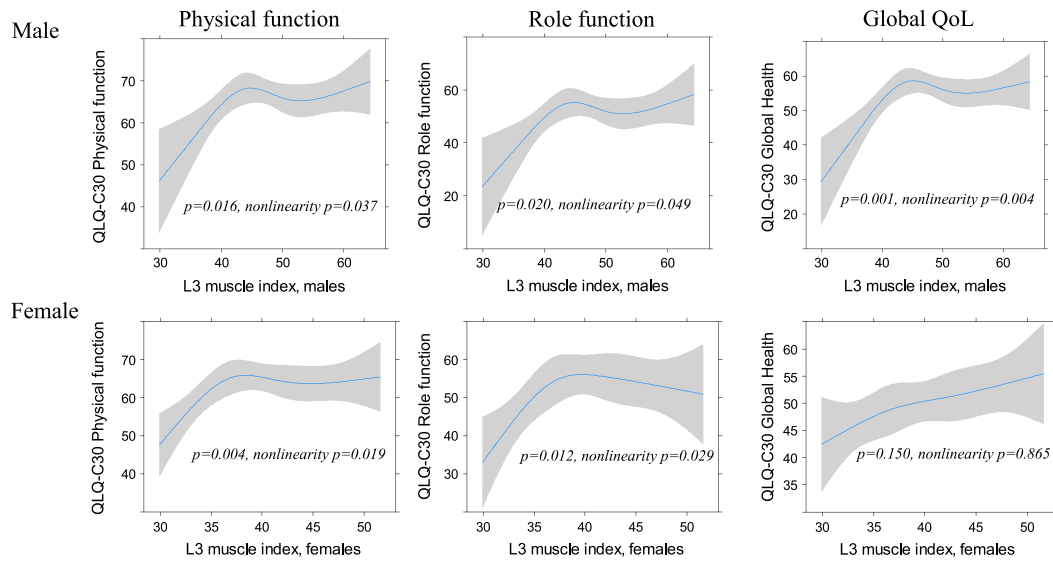 Physical function
Role function
Global QoL
Male
QLQ-C30 Physical function
70
60
50
40
p=0.016, nonlinearity p=0.037
30
40
50
60
L3 muscle index, males
QLQ-C30 Role function
60
40
20
p=0.020, nonlinearity p=0.049
30
40
50
60
L3 muscle index, males
QLQ-C30 Global Health
60
50
40
30
20
p=0.001, nonlinearity p=0.004
30
40
50
60
L3 muscle index, males
Female
QLQ-C30 Physical function
70
60
50
40
p=0.004, nonlinearity p=0.019
30
35
40
45
50
L3 muscle index, females
QLQ-C30 Role function
60
50
40
30
p=0.012, nonlinearity p=0.029
30
35
40
45
50
L3 muscle index, females
QLQ-C30 Global Health
60
55
50
45
40
35
p=0.150, nonlinearity p=0.865
30
35
40
45
50
L3 muscle index, females